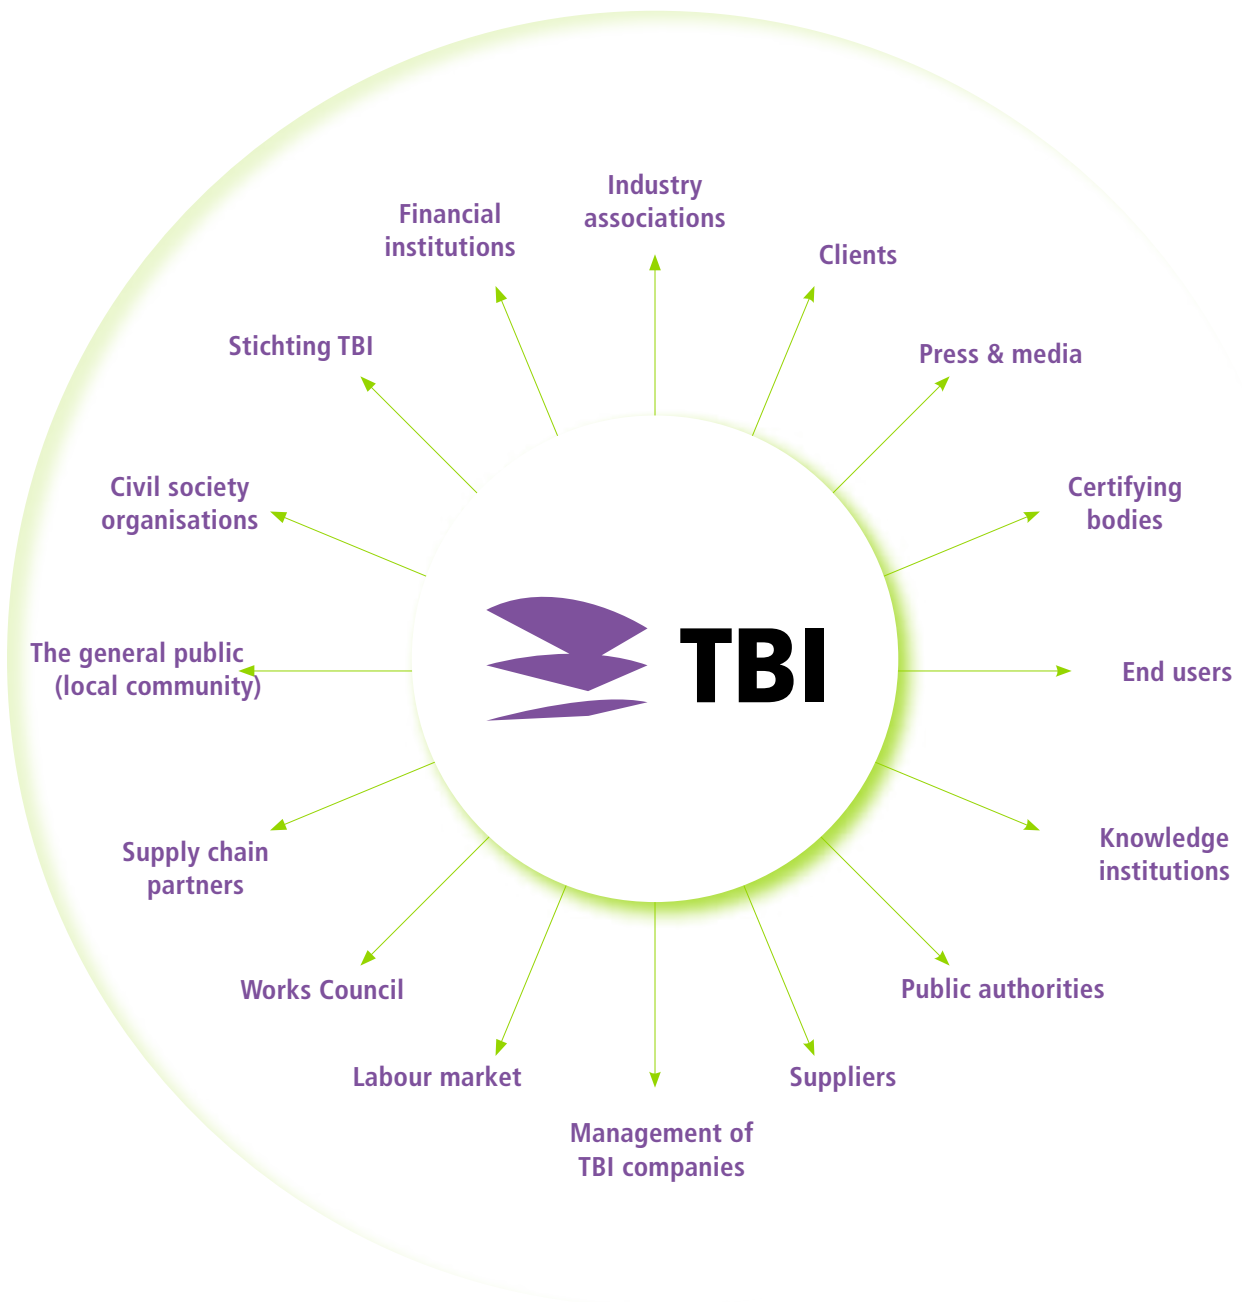 Industry
associations
Financial
institutions
Clients
Stichting TBI
Press & media
Civil society
organisations
Certifying
bodies
The general public
(local community)
TBI
End users
Supply chain
partners
Knowledge
institutions
Works Council
Public authorities
Labour market
Suppliers
Management of
TBI companies